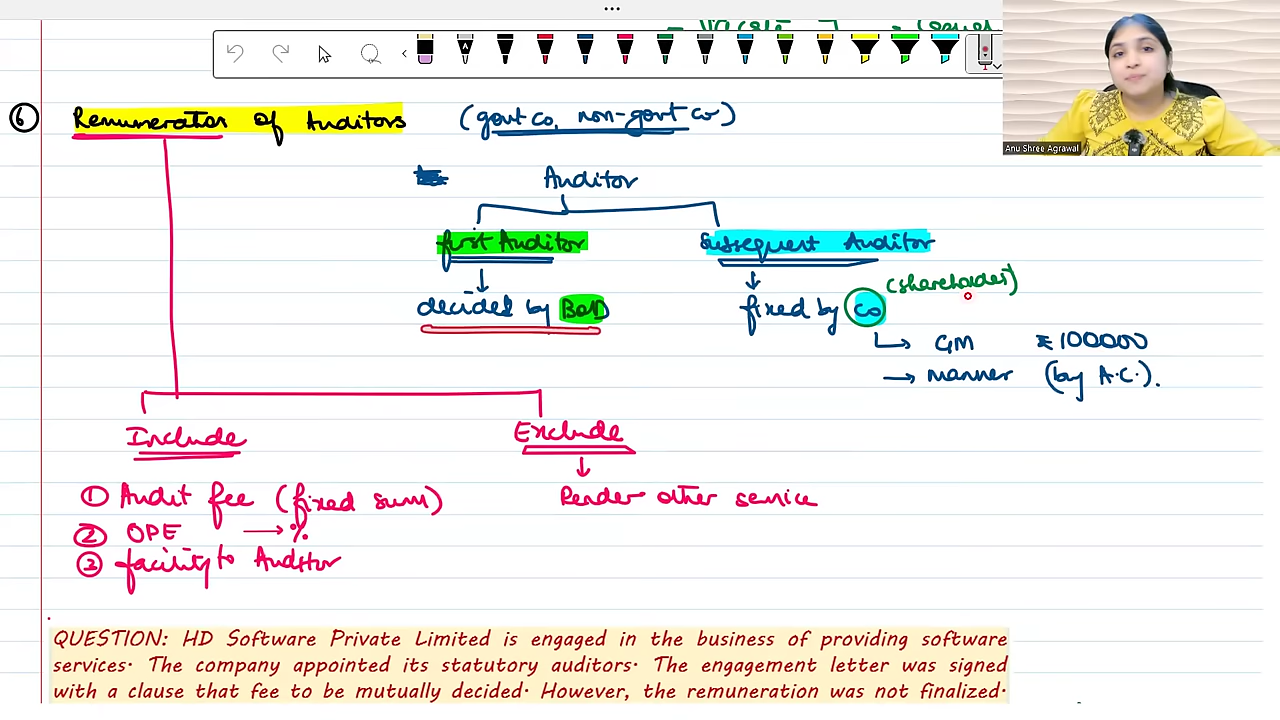 6 Remuneration of Auditors (govt co, non-govt co)
Anu Shree Agrawal
Auditor
first Auditor
Subsequent Auditor
(shareholder)
decided by BOD
fixed by Co
→ GM ₹100000
→ manner (by A.C.).
Include
Exclude
① Audit fee (fixed sum)
Render other service
② OPE → %
③ facility to Auditor
QUESTION: HD Software Private Limited is engaged in the business of providing software
services. The company appointed its statutory auditors. The engagement letter was signed
with a clause that fee to be mutually decided. However, the remuneration was not finalized.